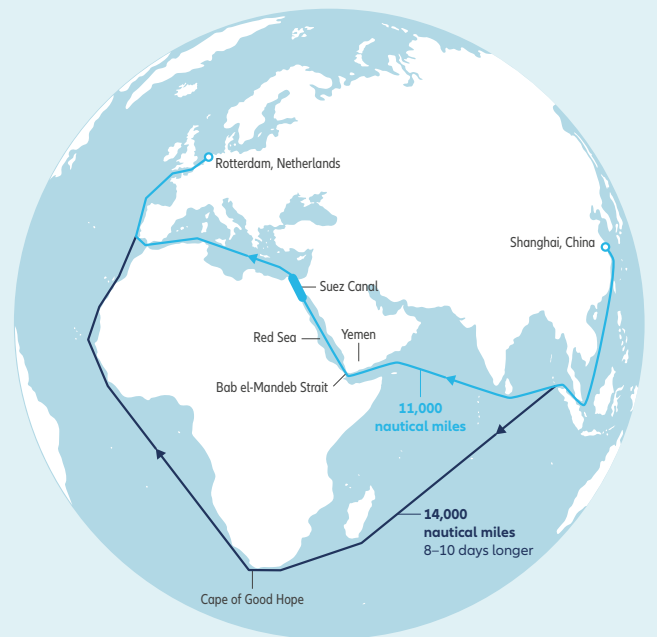 Rotterdam, Netherlands
Shanghai, China
Suez Canal
Red Sea
Yemen
Bab el-Mandeb Strait
11,000
nautical miles
14,000
nautical miles
8–10 days longer
Cape of Good Hope